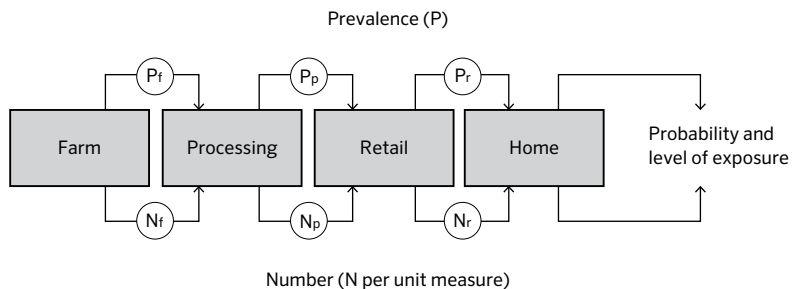 Prevalence (P)
Pf
Pp
Pr
Farm
Processing
Retail
Home
Probability and
level of exposure
Nf
Np
Nr
Number (N per unit measure)